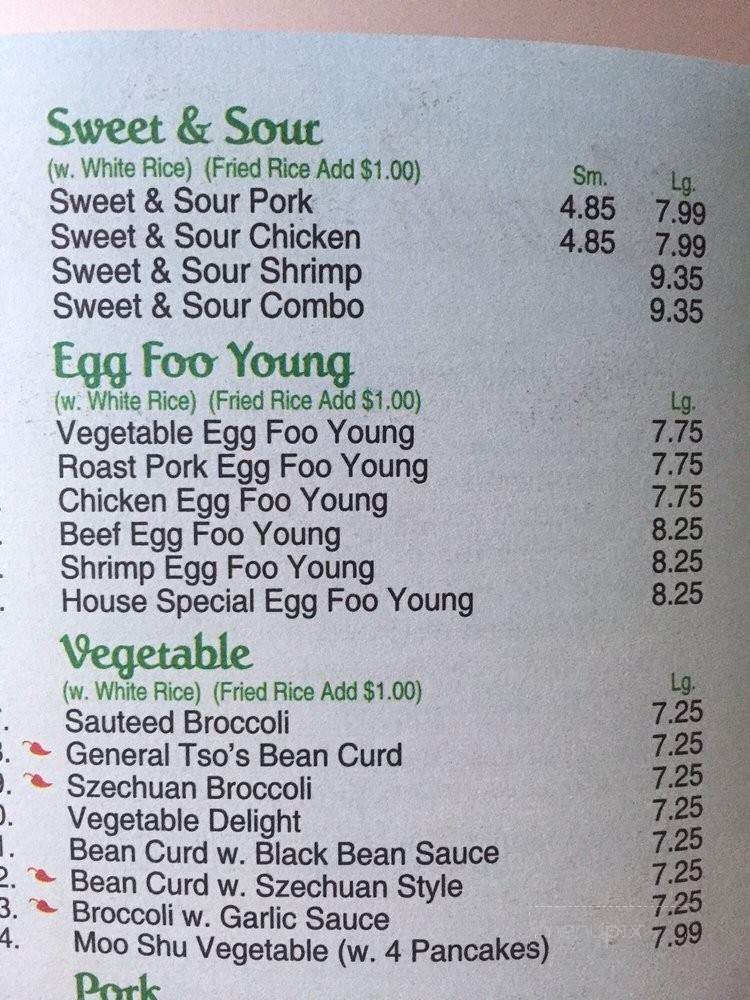 Sweet & Sour
(w. White Rice) (Fried Rice Add $1.00) Sm. Lg.
Sweet & Sour Pork 4.85 7.99
Sweet & Sour Chicken 4.85 7.99
Sweet & Sour Shrimp 9.35
Sweet & Sour Combo 9.35
Egg Foo Young
(w. White Rice) (Fried Rice Add $1.00) Lg.
Vegetable Egg Foo Young 7.75
Roast Pork Egg Foo Young 7.75
Chicken Egg Foo Young 7.75
Beef Egg Foo Young 8.25
Shrimp Egg Foo Young 8.25
House Special Egg Foo Young 8.25
Vegetable
(w. White Rice) (Fried Rice Add $1.00) Lg.
Sauteed Broccoli 7.25
General Tso's Bean Curd 7.25
Szechuan Broccoli 7.25
0. Vegetable Delight 7.25
1. Bean Curd w. Black Bean Sauce 7.25
2. Bean Curd w. Szechuan Style 7.25
3. Broccoli w. Garlic Sauce 7.25
4. Moo Shu Vegetable (w. 4 Pancakes) 7.99
menupix
Pork